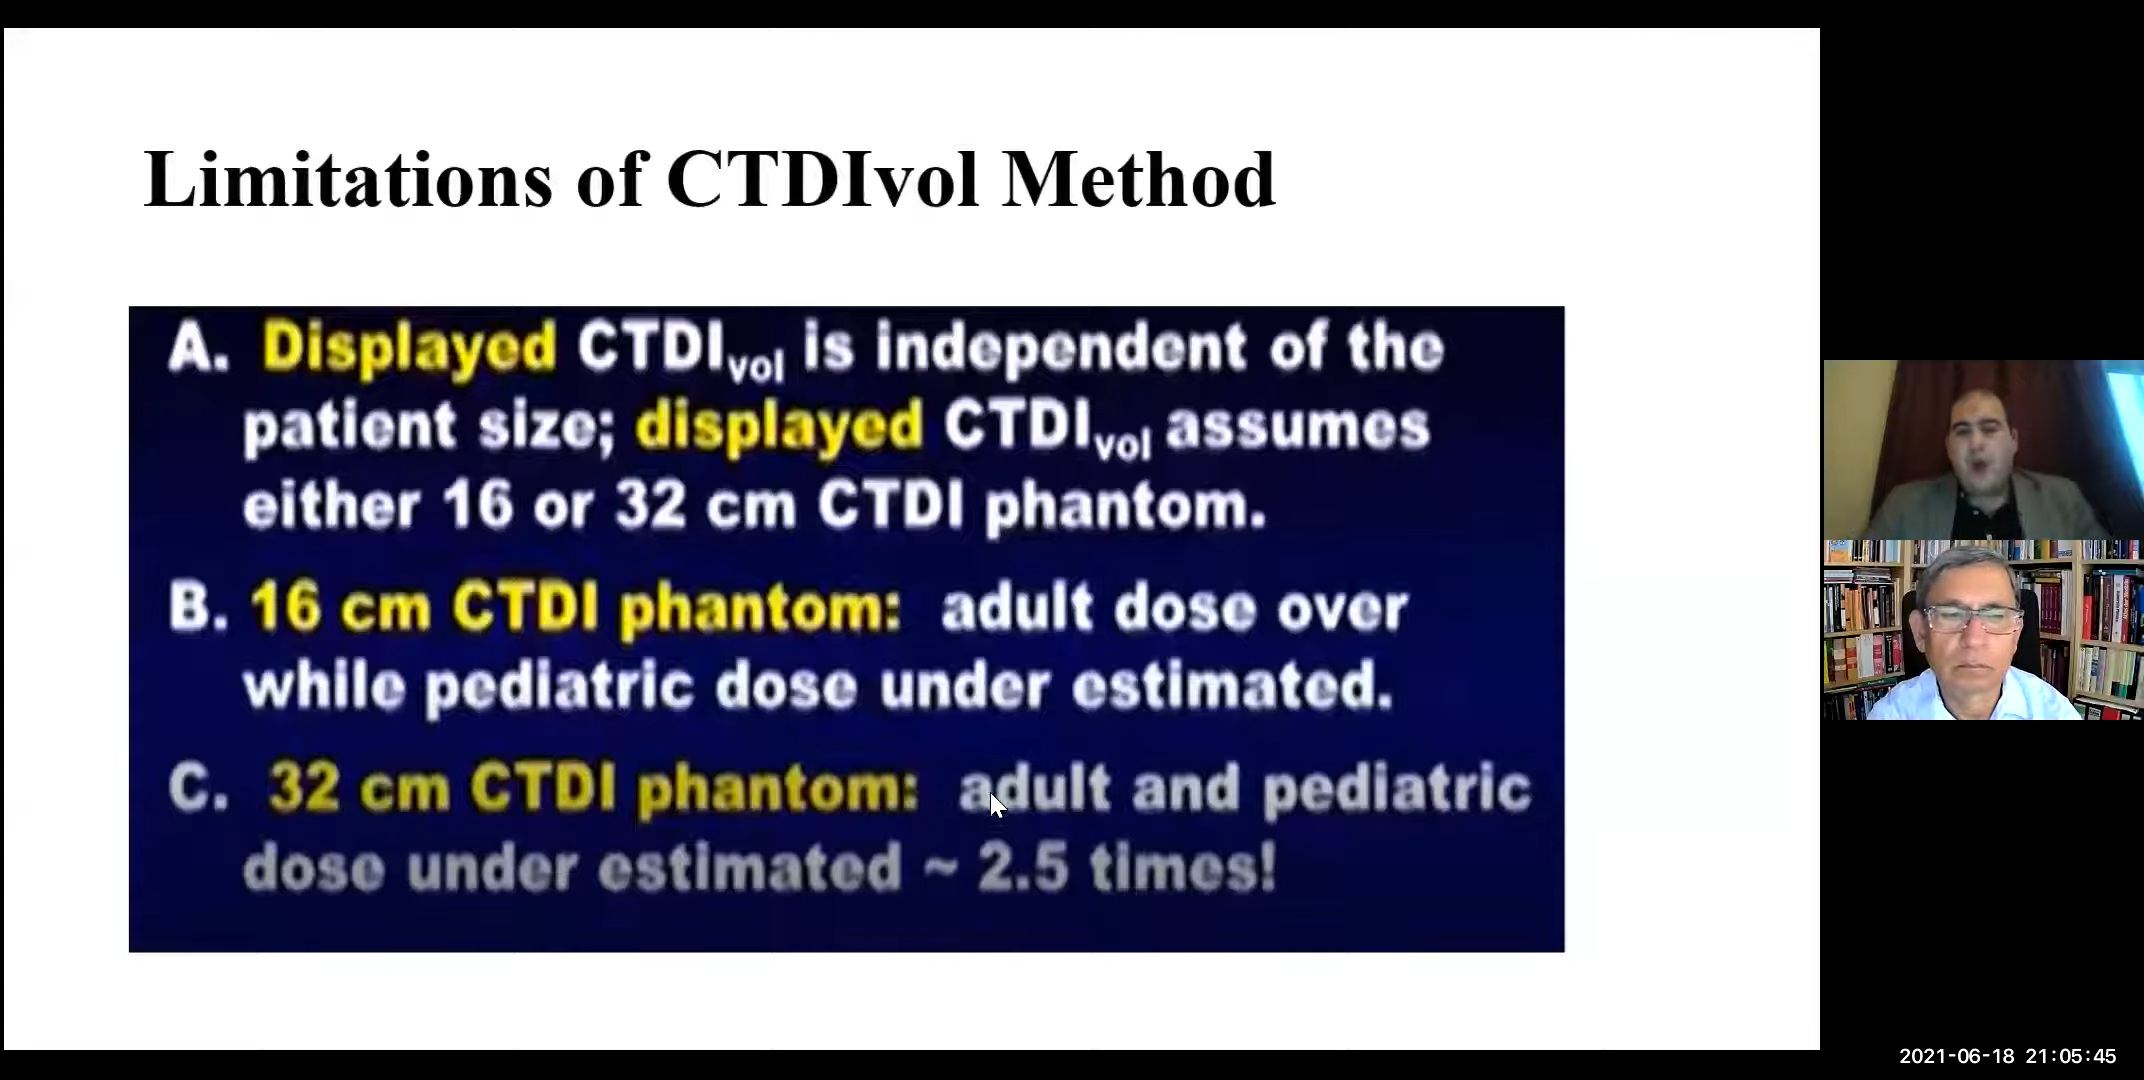 Limitations of CTDIvol Method
A. Displayed CTDIvol is independent of the
patient size; displayed CTDIvol assumes
either 16 or 32 cm CTDI phantom.
B. 16 cm CTDI phantom: adult dose over
while pediatric dose under estimated.
C. 32 cm CTDI phantom: adult and pediatric
dose under estimated ~ 2.5 times!
2021-06-18 21:05:45